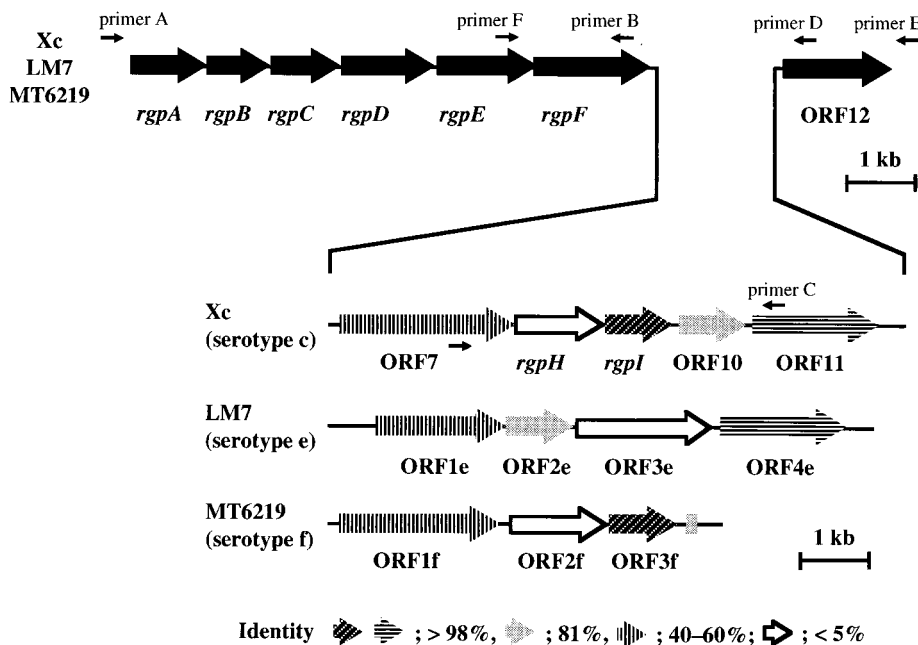 primer A primer F primer B primer D primer E
Xc
LM7
MT6219
rgpA rgpB rgpC rgpD rgpE rgpF ORF12
1 kb
primer C
Xc
(serotype c)
ORF7 rgpH rgpI ORF10 ORF11
LM7
(serotype e)
ORF1e ORF2e ORF3e ORF4e
MT6219
(serotype f)
1 kb
ORF1f ORF2f ORF3f
Identity ; > 98%, ; 81%, ; 40–60%; ; < 5%